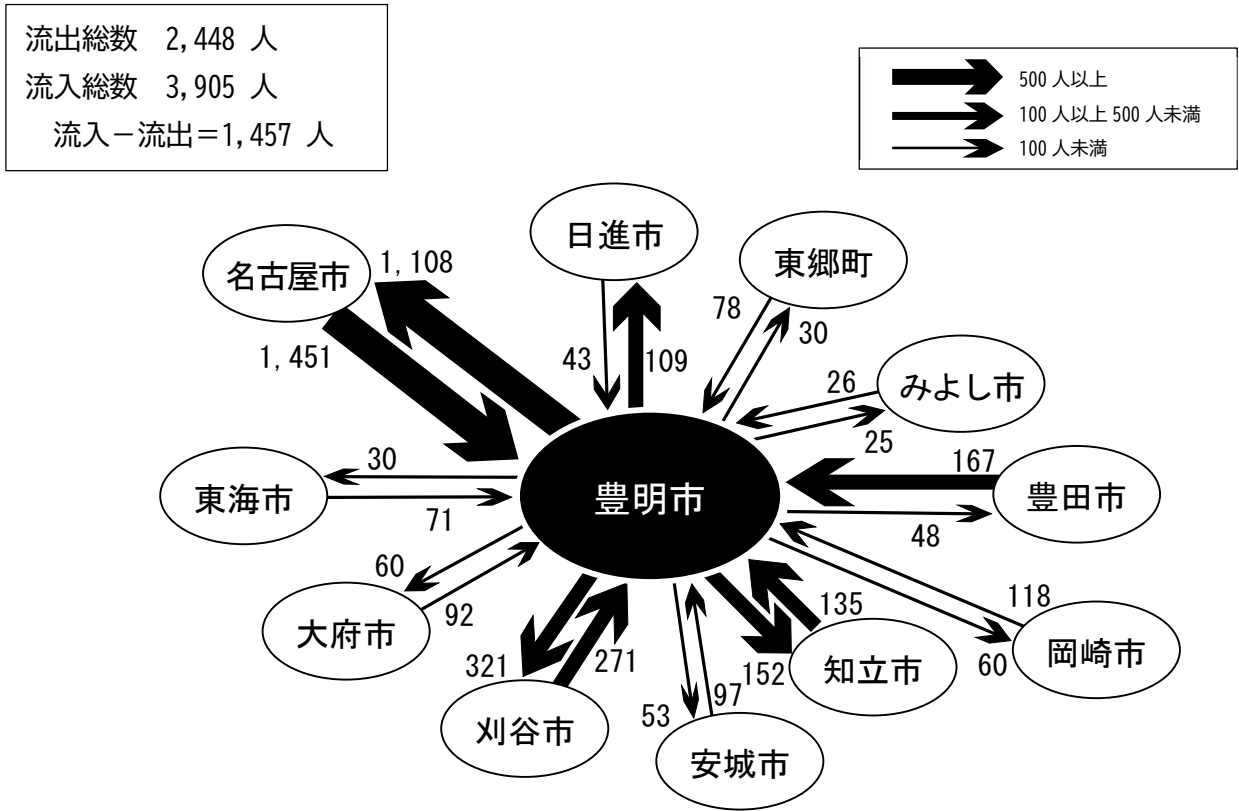 流出総数 2,448 人
流入総数 3,905 人
流入－流出＝1,457 人
500 人以上
100 人以上 500 人未満
100 人未満
日進市
東郷町
名古屋市
1,108
78
30
1,451
43
109
26
みよし市
25
30
167
東海市
豊明市
豊田市
71
48
60
92
135
118
大府市
321
271
152
知立市
60
岡崎市
53
97
刈谷市
安城市